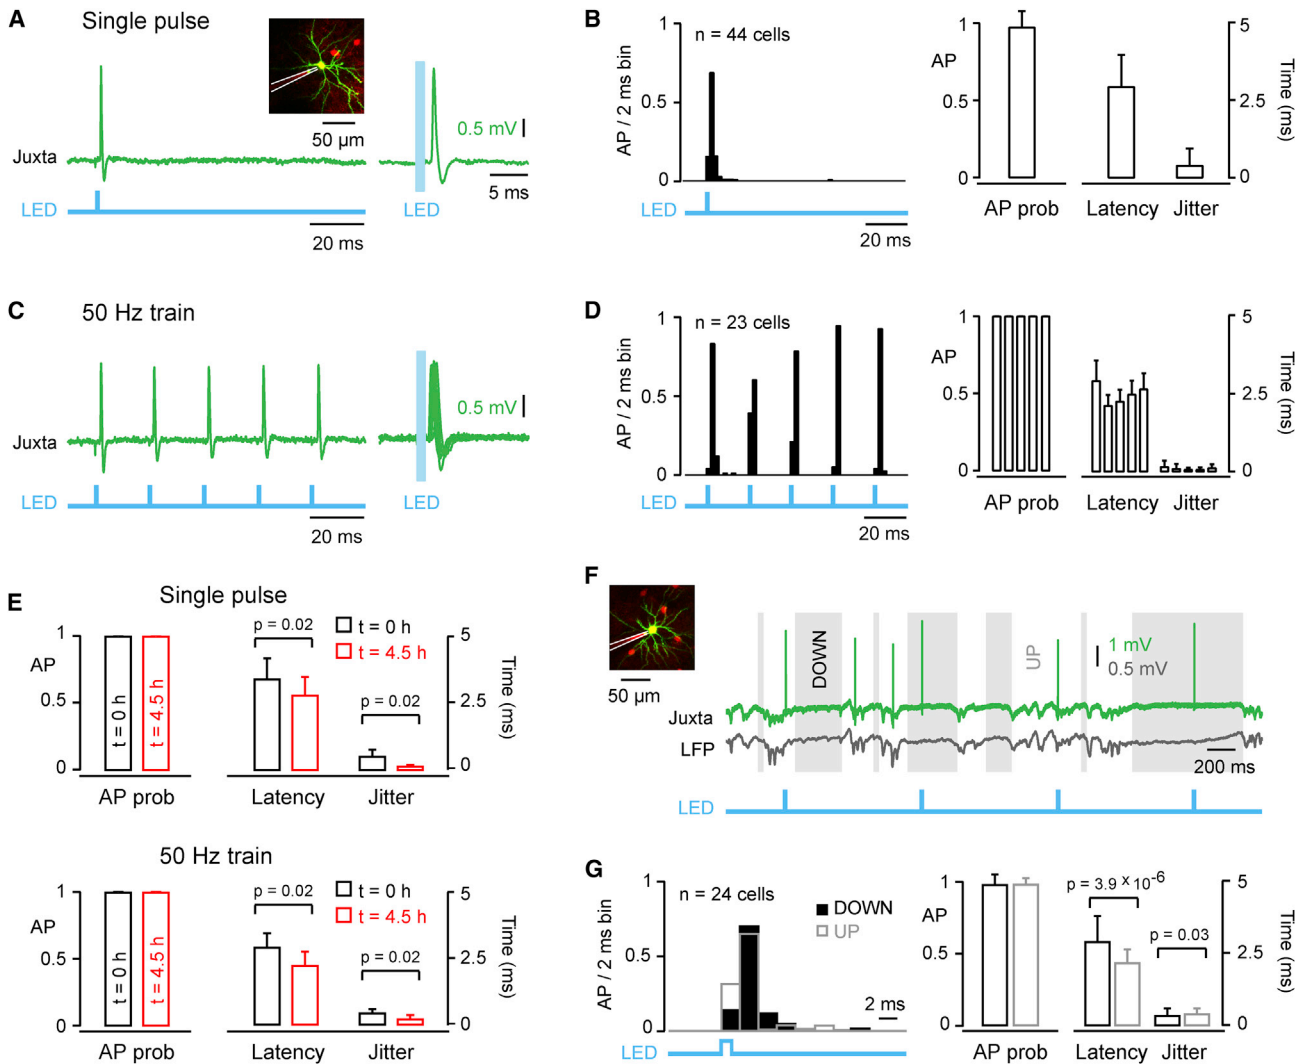 A
Single pulse
50 µm
0.5 mV
5 ms
Juxta
LED
LED
20 ms
B
n = 44 cells
AP / 2 ms bin
1
0.5
0
LED
20 ms
1
AP
0.5
0
AP prob
Latency
Jitter
5
2.5
0
Time (ms)
C
50 Hz train
0.5 mV
Juxta
LED
LED
20 ms
D
n = 23 cells
AP / 2 ms bin
1
0.5
0
LED
20 ms
1
AP
0.5
0
AP prob
Latency
Jitter
5
2.5
0
Time (ms)
E
Single pulse
1
AP
0.5
0
t = 0 h
t = 4.5 h
AP prob
p = 0.02
t = 0 h
t = 4.5 h
p = 0.02
Latency
Jitter
5
2.5
0
Time (ms)
50 Hz train
1
AP
0.5
0
t = 0 h
t = 4.5 h
AP prob
p = 0.02
t = 0 h
t = 4.5 h
p = 0.02
Latency
Jitter
5
2.5
0
Time (ms)
F
50 µm
DOWN
UP
1 mV
0.5 mV
Juxta
LFP
200 ms
LED
G
n = 24 cells
AP / 2 ms bin
1
0.5
0
DOWN
UP
2 ms
LED
1
AP
0.5
0
AP prob
p = 3.9 x 10-6
p = 0.03
Latency
Jitter
5
2.5
0
Time (ms)